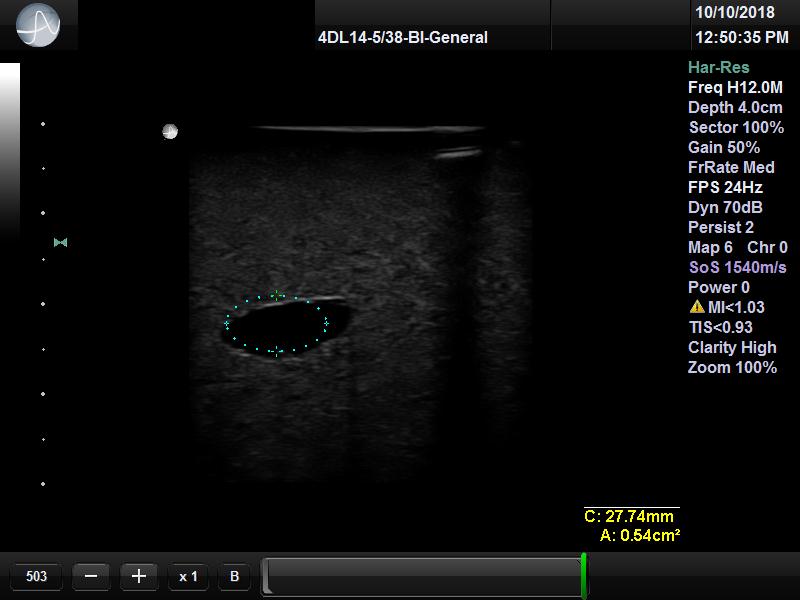 10/10/2018
4DL14-5/38-BI-General
12:50:35 PM
Har-Res
Freq H12.0M
Depth 4.0cm
Sector 100%
Gain 50%
FrRate Med
FPS 24Hz
Dyn 70dB
Persist 2
Map 6 Chr 0
SoS 1540m/s
Power 0
MI<1.03
TIS<0.93
Clarity High
Zoom 100%
C: 27.74mm
A: 0.54cm²
503 − + x 1 B